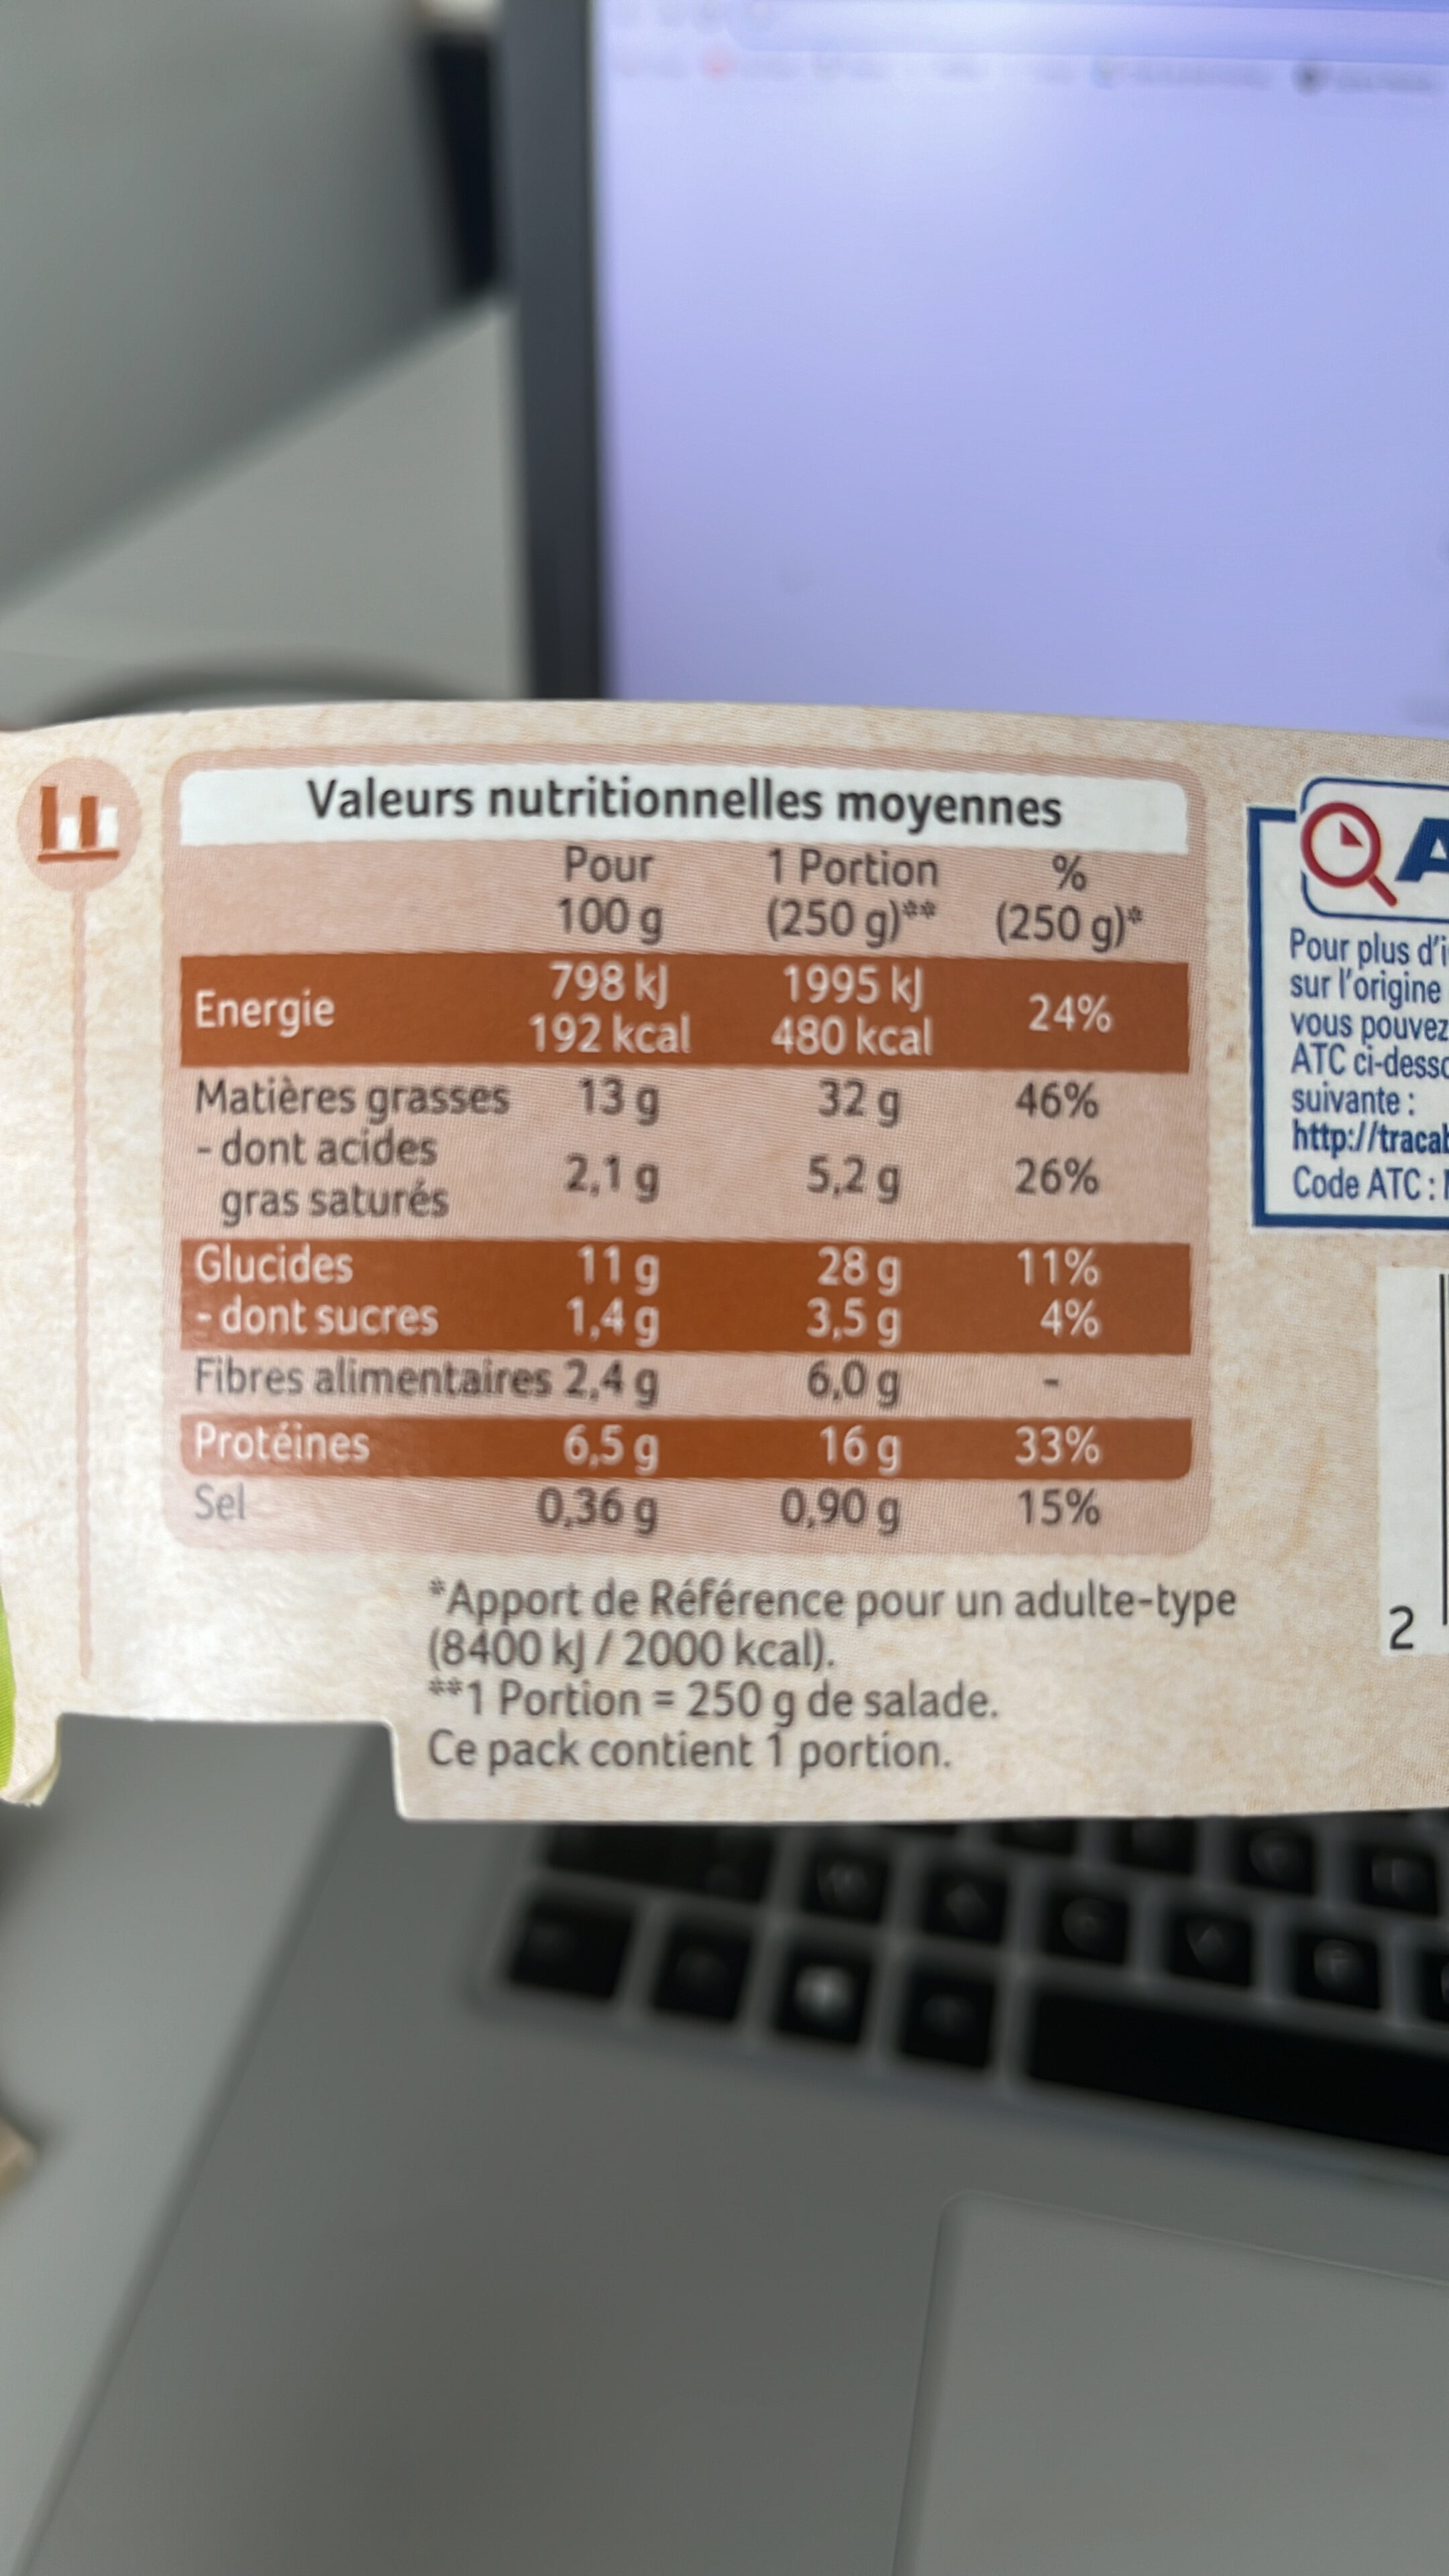 Valeurs nutritionnelles moyennes
Pour 1 Portion %
100 g (250 g)** (250 g)*
Energie 798 kJ 1995 kJ 24%
192 kcal 480 kcal
Matières grasses 13 g 32 g 46%
- dont acides
gras saturés 2,1 g 5,2 g 26%
Glucides 11 g 28 g 11%
- dont sucres 1,4 g 3,5 g 4%
Fibres alimentaires 2,4 g 6,0 g -
Protéines 6,5 g 16 g 33%
Sel 0,36 g 0,90 g 15%
*Apport de Référence pour un adulte-type
(8400 kJ / 2000 kcal).
**1 Portion = 250 g de salade.
Ce pack contient 1 portion.
A
Pour plus d'i
sur l'origine
vous pouvez
ATC ci-desso
suivante :
http://tracab
Code ATC :
2